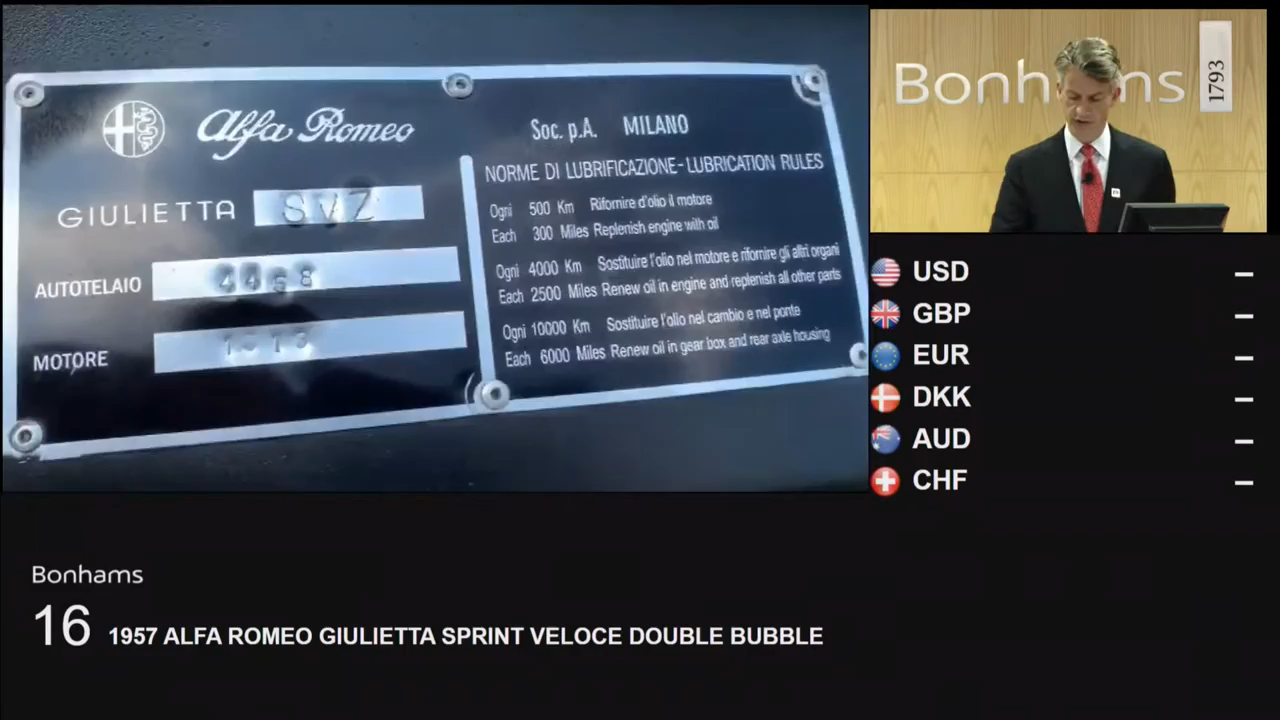 Alfa Romeo
Soc. p.A. MILANO
GIULIETTA SVZ
AUTOTELAIO 4468
MOTORE
NORME DI LUBRIFICAZIONE-LUBRICATION RULES
Ogni 500 Km Rifornire d'olio il motore
Each 300 Miles Replenish engine with oil
Ogni 4000 Km Sostituire l'olio nel motore e rifornire gli altri organi
Each 2500 Miles Renew oil in engine and replenish all other parts
Ogni 10000 Km Sostituire l'olio nel cambio e nel ponte
Each 6000 Miles Renew oil in gear box and rear axle housing
Bonhams
1793
USD –
GBP –
EUR –
DKK –
AUD –
CHF –
Bonhams
16 1957 ALFA ROMEO GIULIETTA SPRINT VELOCE DOUBLE BUBBLE